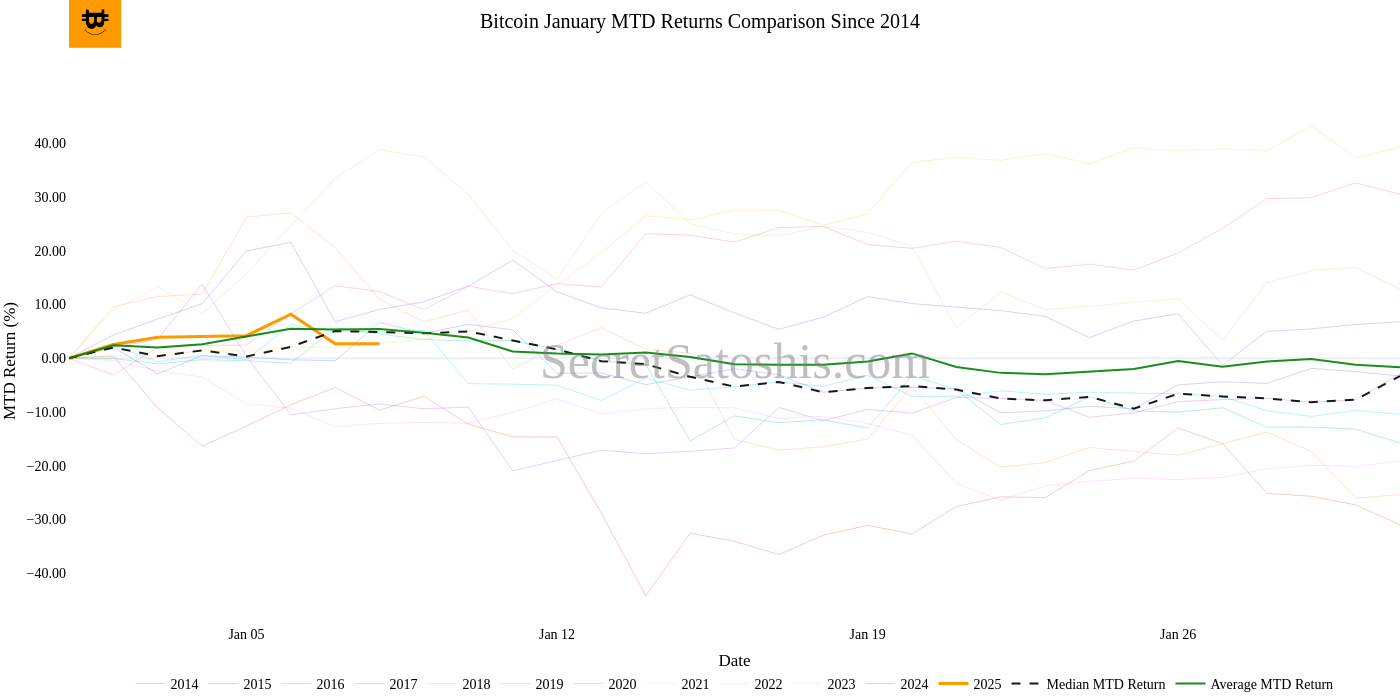 Bitcoin January MTD Returns Comparison Since 2014
MTD Return (%)
40.00
30.00
20.00
10.00
0.00
−10.00
−20.00
−30.00
−40.00
SecretSatoshis.com
Jan 05 Jan 12 Jan 19 Jan 26
Date
2014 2015 2016 2017 2018 2019 2020 2021 2022 2023 2024 2025 Median MTD Return Average MTD Return